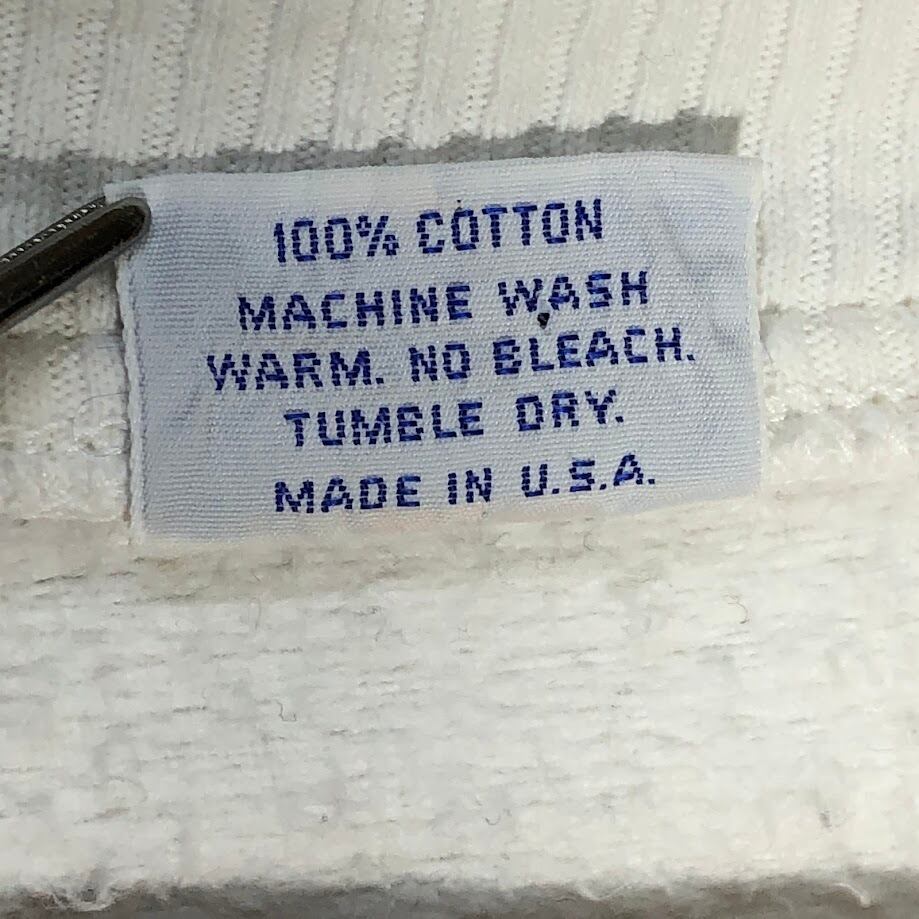 100% COTTON
MACHINE WASH
WARM. NO BLEACH.
TUMBLE DRY.
MADE IN U.S.A.